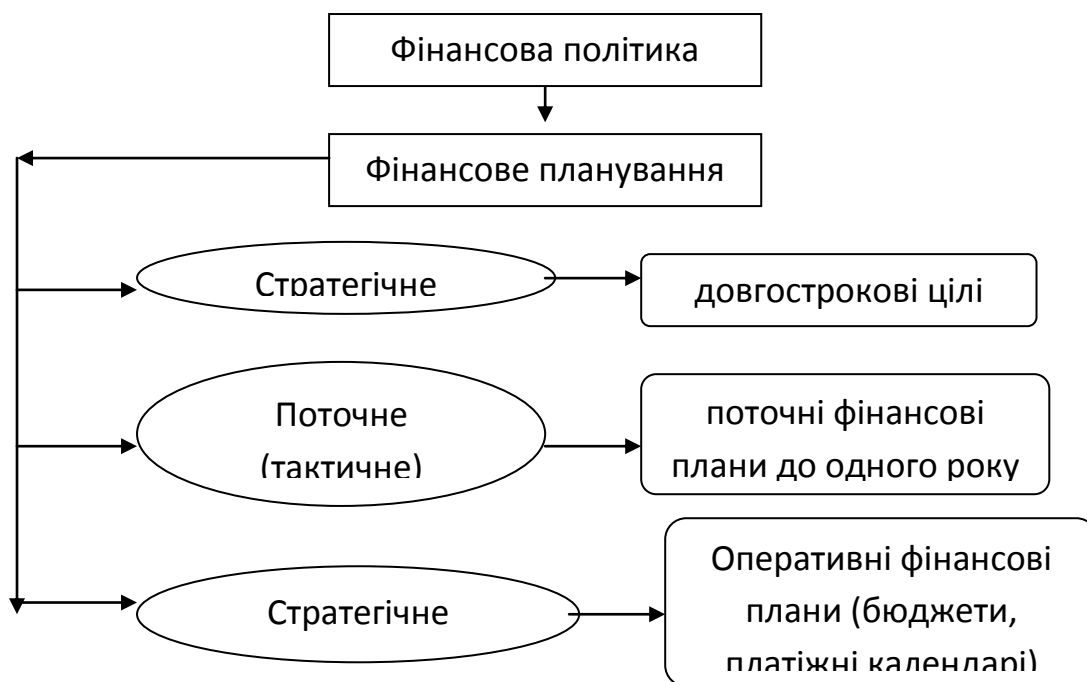 Фінансова політика
Фінансове планування
Стратегічне
довгострокові цілі
Поточне
(тактичне)
поточні фінансові
плани до одного року
Стратегічне
Оперативні фінансові
плани (бюджети,
платіжні календарі)